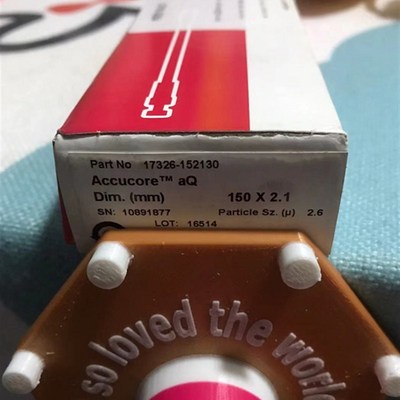 Part No 17326-152130
Accucore™ aQ
Dim. (mm) 150 X 2.1
SN: 10891877 Particle Sz. (µ) 2.6
LOT: 16514
so loved the world